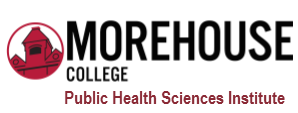 MOREHOUSE
COLLEGE
Public Health Sciences Institute